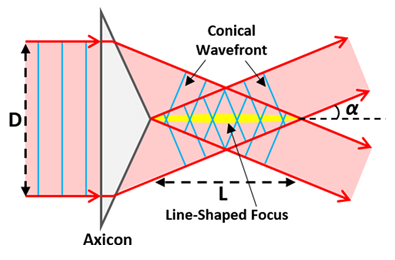 Conical
Wavefront
D
α
L
Line-Shaped Focus
Axicon